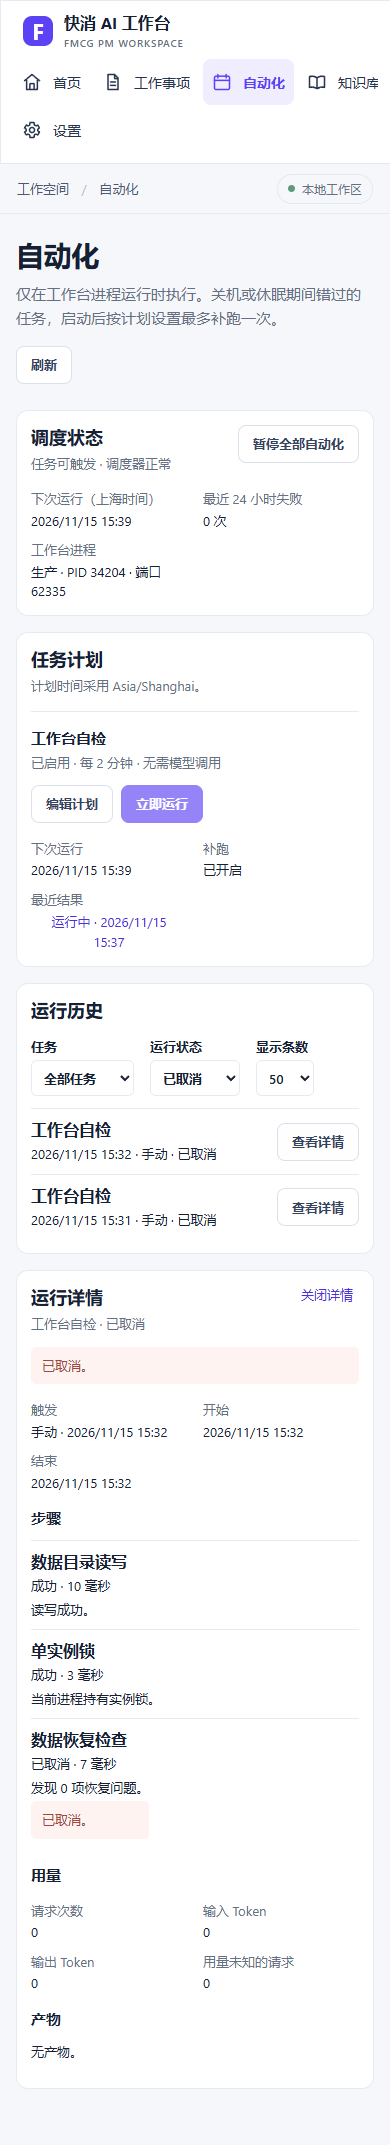 F
快消 AI 工作台
FMCG PM WORKSPACE
首页
工作事项
自动化
知识库
设置
工作空间 / 自动化
本地工作区
自动化
仅在工作台进程运行时执行。关机或休眠期间错过的
任务，启动后按计划设置最多补跑一次。
刷新
调度状态
任务可触发 · 调度器正常
暂停全部自动化
下次运行（上海时间）
2026/11/15 15:39
最近 24 小时失败
0 次
工作台进程
生产 · PID 34204 · 端口
62335
任务计划
计划时间采用 Asia/Shanghai。
工作台自检
已启用 · 每 2 分钟 · 无需模型调用
编辑计划
立即运行
下次运行
2026/11/15 15:39
补跑
已开启
最近结果
运行中 · 2026/11/15
15:37
运行历史
任务
全部任务
运行状态
已取消
显示条数
50
工作台自检
2026/11/15 15:32 · 手动 · 已取消
查看详情
工作台自检
2026/11/15 15:31 · 手动 · 已取消
查看详情
运行详情
工作台自检 · 已取消
关闭详情
已取消。
触发
手动 · 2026/11/15 15:32
开始
2026/11/15 15:32
结束
2026/11/15 15:32
步骤
数据目录读写
成功 · 10 毫秒
读写成功。
单实例锁
成功 · 3 毫秒
当前进程持有实例锁。
数据恢复检查
已取消 · 7 毫秒
发现 0 项恢复问题。
已取消。
用量
请求次数
0
输入 Token
0
输出 Token
0
用量未知的请求
0
产物
无产物。